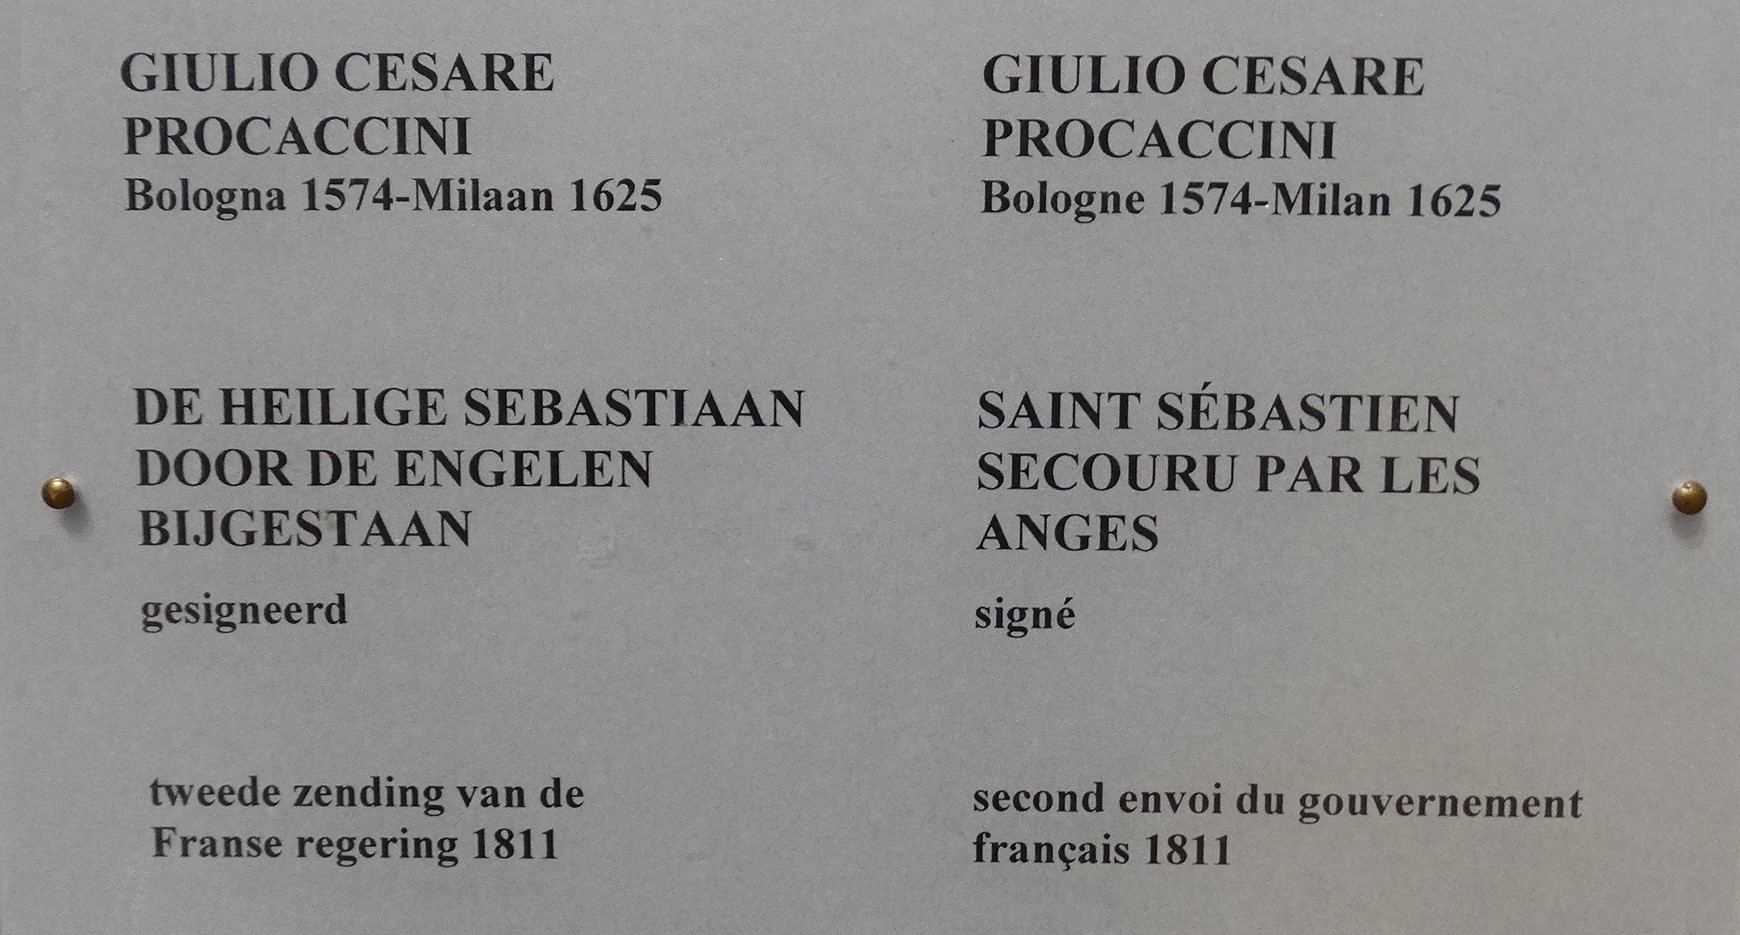 GIULIO CESARE
PROCACCINI
Bologna 1574-Milaan 1625
DE HEILIGE SEBASTIAAN
DOOR DE ENGELEN
BIJGESTAAN
gesigneerd
tweede zending van de
Franse regering 1811
GIULIO CESARE
PROCACCINI
Bologne 1574-Milan 1625
SAINT SÉBASTIEN
SECOURU PAR LES
ANGES
signé
second envoi du gouvernement
français 1811